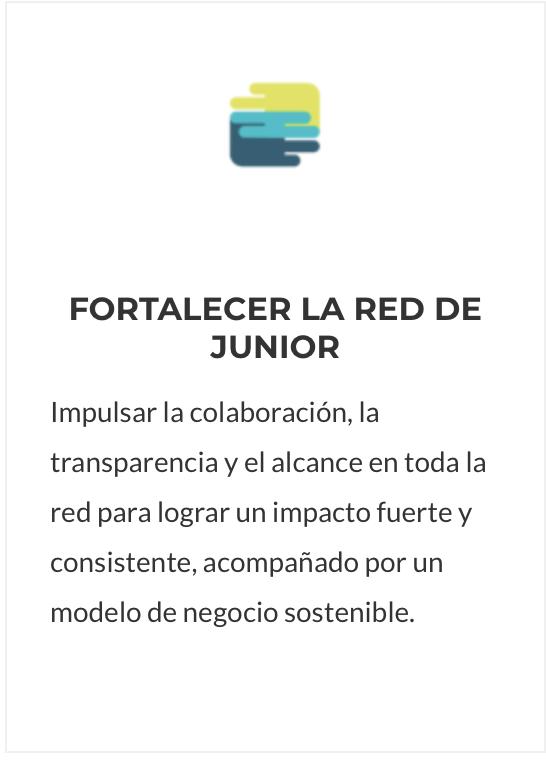 FORTALECER LA RED DE
JUNIOR
Impulsar la colaboración, la
transparencia y el alcance en toda la
red para lograr un impacto fuerte y
consistente, acompañado por un
modelo de negocio sostenible.